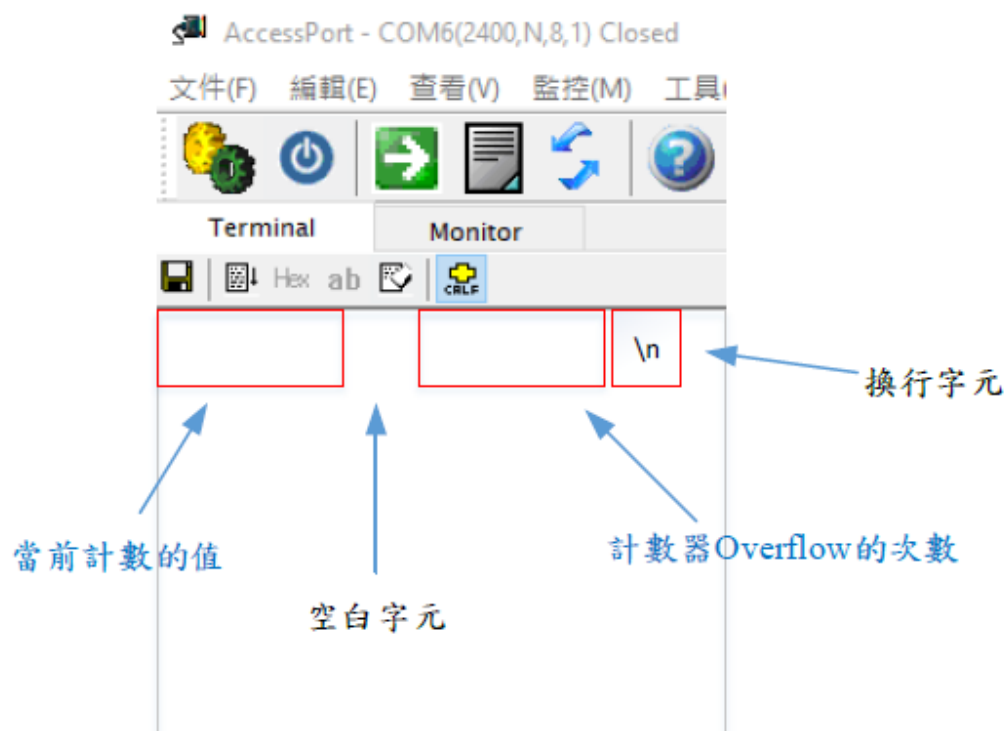 AccessPort - COM6(2400,N,8,1) Closed
文件(F) 編輯(E) 查看(V) 監控(M) 工具(
Terminal Monitor
Hex ab CRLF
\n
換行字元
當前計數的值
計數器Overflow的次數
空白字元